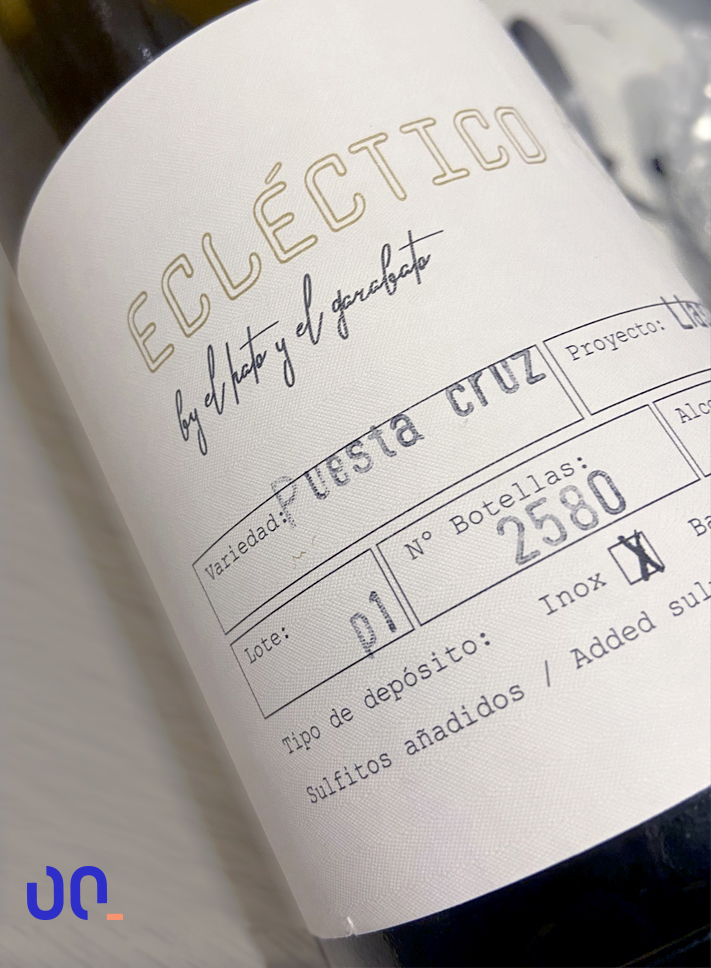 ECLÉCTICO
by el pato y el garabato
Variedad: Puesta cruz
Proyecto:
Lote: p1
Nº Botellas: 2580
Tipo de depósito: Inox X
Sulfitos añadidos / Added